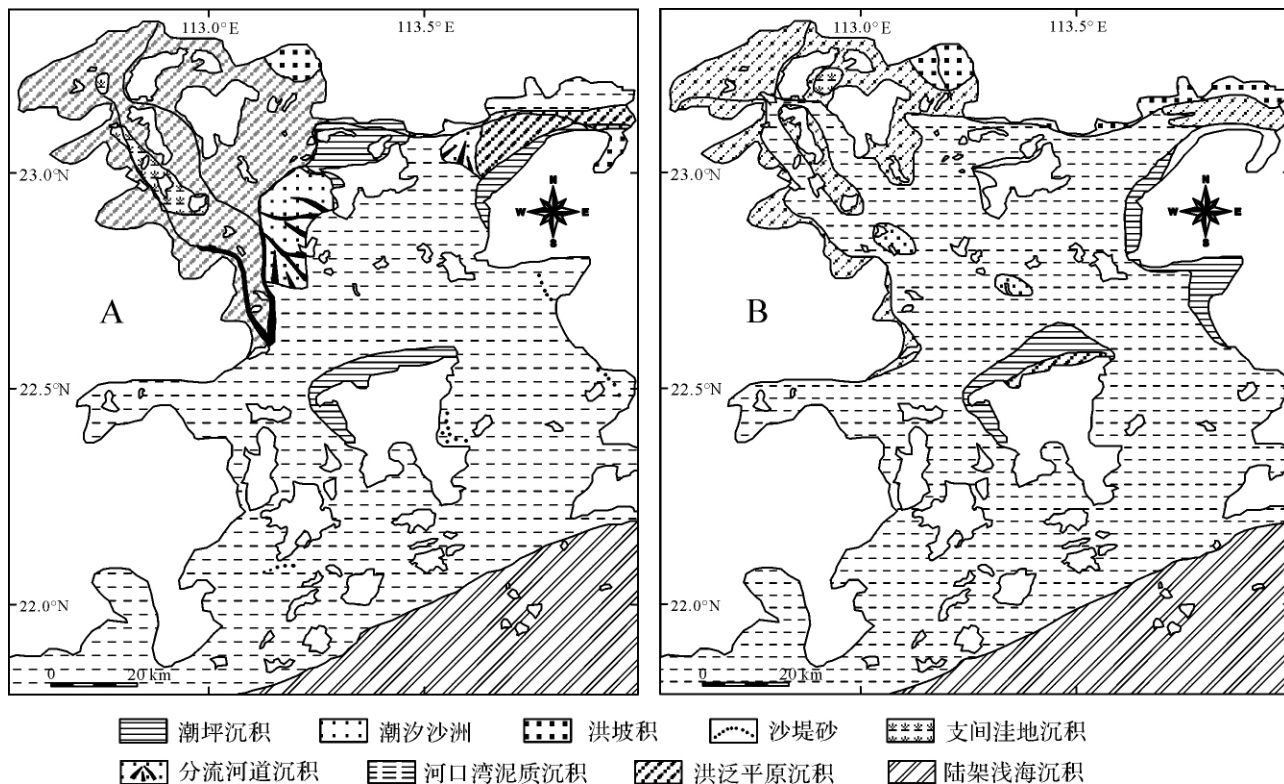 113.0°E
113.5°E
113.0°E
113.5°E
23.0°N
N
W
E
S
A
22.5°N
22.0°N
0
20 km
23.0°N
N
W
E
S
B
22.5°N
22.0°N
0
20 km
潮坪沉积
潮汐沙洲
洪坡积
沙堤砂
支间洼地沉积
分流河道沉积
河口湾泥质沉积
洪泛平原沉积
陆架浅海沉积